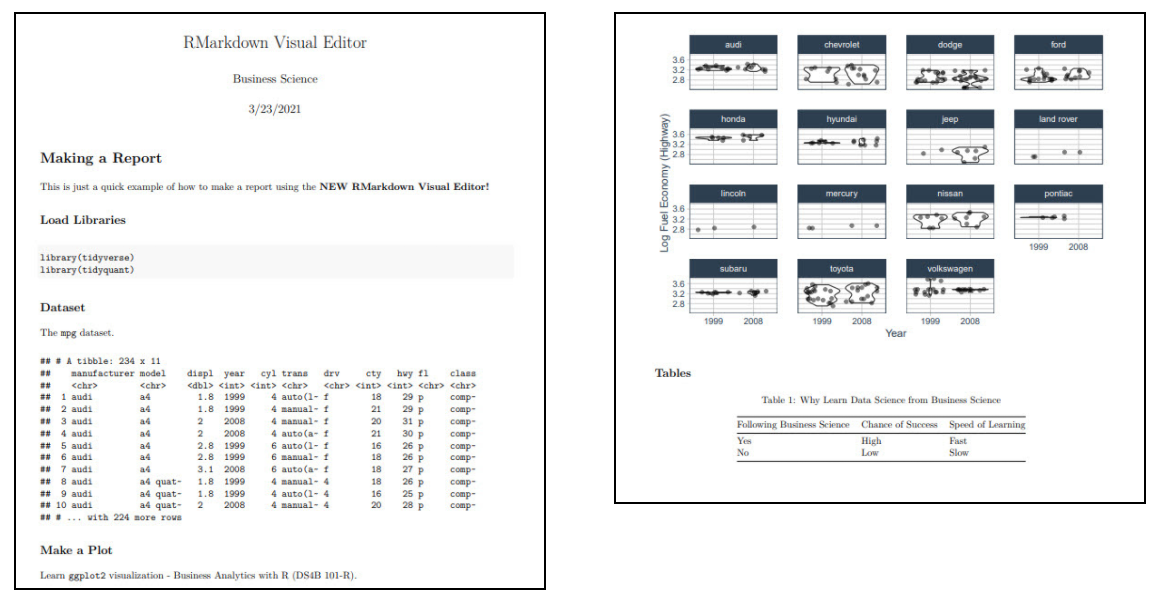 RMarkdown Visual Editor
Business Science
3/23/2021
Making a Report
This is just a quick example of how to make a report using the NEW RMarkdown Visual Editor!
Load Libraries
library(tidyverse)
library(tidyquant)
Dataset
The mpg dataset.
## # A tibble: 234 x 11
##    manufacturer model    displ  year   cyl trans   drv     cty   hwy fl    class
##    <chr>        <chr>    <dbl> <int> <int> <chr>   <chr> <int> <int> <chr> <chr>
##  1 audi         a4         1.8  1999     4 auto(l~ f        18    29 p     comp~
##  2 audi         a4         1.8  1999     4 manual~ f        21    29 p     comp~
##  3 audi         a4         2    2008     4 manual~ f        20    31 p     comp~
##  4 audi         a4         2    2008     4 auto(a~ f        21    30 p     comp~
##  5 audi         a4         2.8  1999     6 auto(l~ f        16    26 p     comp~
##  6 audi         a4         2.8  1999     6 manual~ f        18    26 p     comp~
##  7 audi         a4         3.1  2008     6 auto(a~ f        18    27 p     comp~
##  8 audi         a4 quat~   1.8  1999     4 manual~ 4        18    26 p     comp~
##  9 audi         a4 quat~   1.8  1999     4 auto(l~ 4        16    25 p     comp~
## 10 audi         a4 quat~   2    2008     4 manual~ 4        20    28 p     comp~
## # ... with 224 more rows
Make a Plot
Learn ggplot2 visualization - Business Analytics with R (DS4B 101-R).
audi chevrolet dodge ford
3.6
3.2
2.8
honda hyundai jeep land rover
3.6
3.2
2.8
Log Fuel Economy (Highway)
lincoln mercury nissan pontiac
3.6
3.2
2.8
1999 2008
subaru toyota volkswagen
3.6
3.2
2.8
1999 2008 1999 2008 1999 2008
Year
Tables
Table 1: Why Learn Data Science from Business Science
Following Business Science Chance of Success Speed of Learning
Yes High Fast
No Low Slow